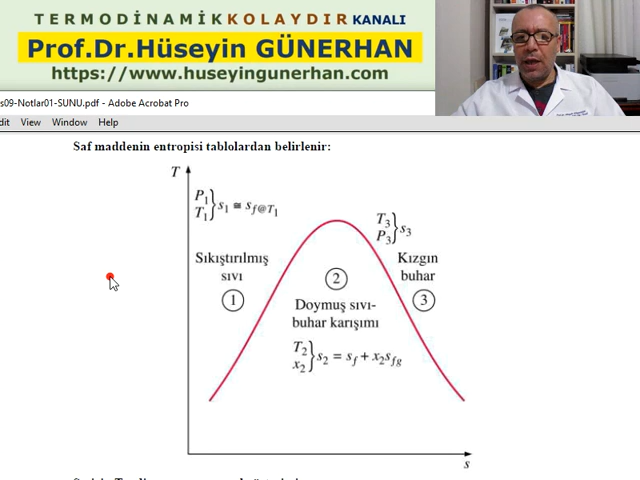 TERMODİNAMİKKOLAYDIR KANALI
Prof.Dr.Hüseyin GÜNERHAN
https://www.huseyingunerhan.com
s09-Notlar01-SUNU.pdf - Adobe Acrobat Pro
dit View Window Help
Saf maddenin entropisi tablolardan belirlenir:
T
P1
T1 } s1 ≅ sf@T1
T3
P3 } s3
Sıkıştırılmış
sıvı
1
2
Doymuş sıvı-
buhar karışımı
T2
x2 } s2 = sf + x2sfg
Kızgın
buhar
3
s